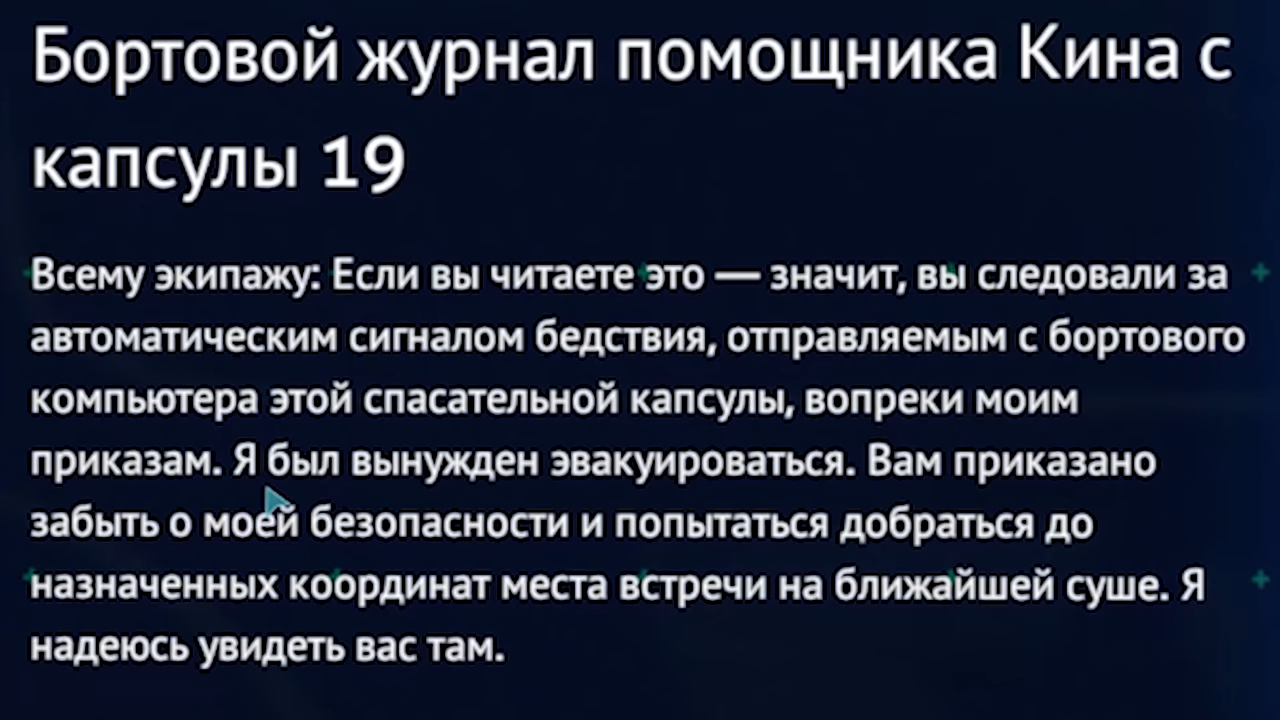 Бортовой журнал помощника Кина с
капсулы 19
Всему экипажу: Если вы читаете это — значит, вы следовали за
автоматическим сигналом бедствия, отправляемым с бортового
компьютера этой спасательной капсулы, вопреки моим
приказам. Я был вынужден эвакуироваться. Вам приказано
забыть о моей безопасности и попытаться добраться до
назначенных координат места встречи на ближайшей суше. Я
надеюсь увидеть вас там.